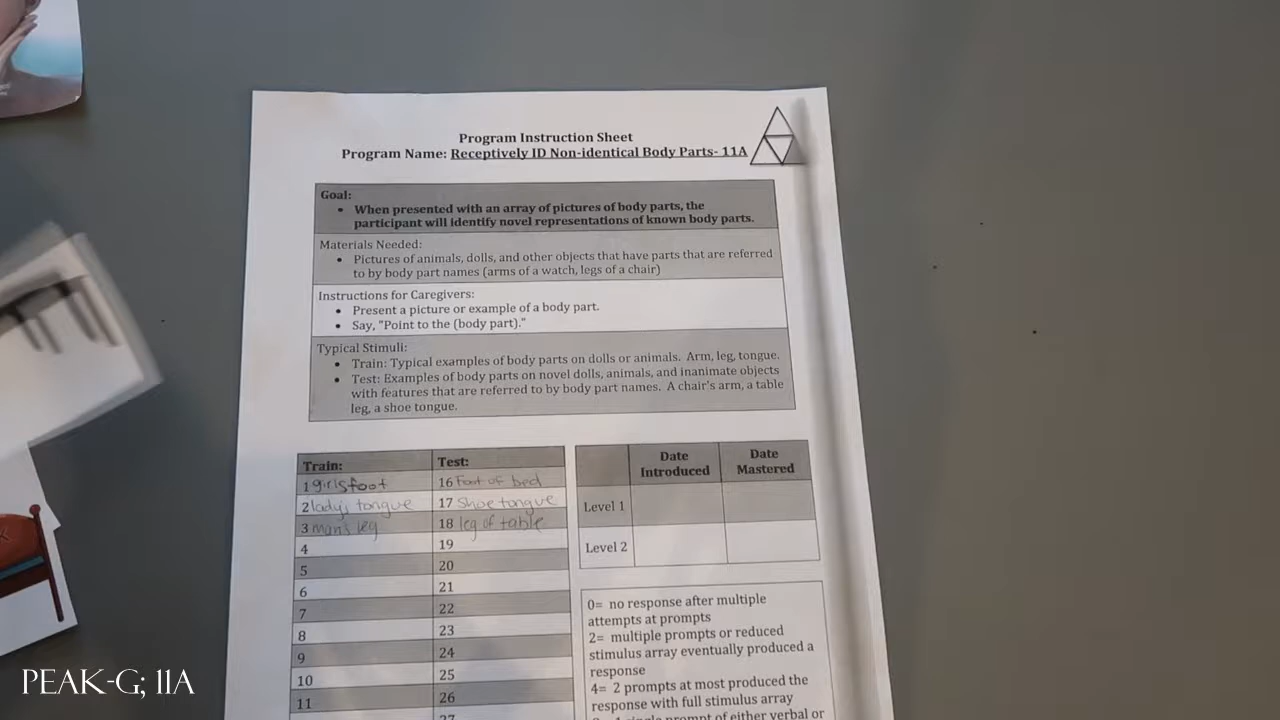 Program Instruction Sheet
Program Name: Receptively ID Non-identical Body Parts- 11A
Goal:
• When presented with an array of pictures of body parts, the
participant will identify novel representations of known body parts.
Materials Needed:
• Pictures of animals, dolls, and other objects that have parts that are referred
to by body part names (arms of a watch, legs of a chair)
Instructions for Caregivers:
• Present a picture or example of a body part.
• Say, "Point to the (body part)."
Typical Stimuli:
• Train: Typical examples of body parts on dolls or animals. Arm, leg, tongue.
• Test: Examples of body parts on novel dolls, animals, and inanimate objects
with features that are referred to by body part names. A chair's arm, a table
leg, a shoe tongue.
Train: Test:
1 girls foot 16 Foot of bed
2 ladys tongue 17 Shoe tongue
3 man's leg 18 leg of table
4 19
5 20
6 21
7 22
8 23
9 24
10 25
11 26
27
Date Introduced Date Mastered
Level 1
Level 2
0= no response after multiple
attempts at prompts
2= multiple prompts or reduced
stimulus array eventually produced a
response
4= 2 prompts at most produced the
response with full stimulus array
single prompt of either verbal or
PEAK-G; 11A